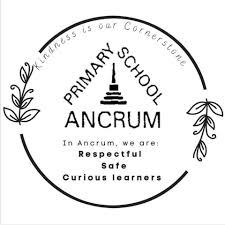 Kindness is our Cornerstone
PRIMARY SCHOOL
ANCRUM
In Ancrum, we are:
Respectful
Safe
Curious learners